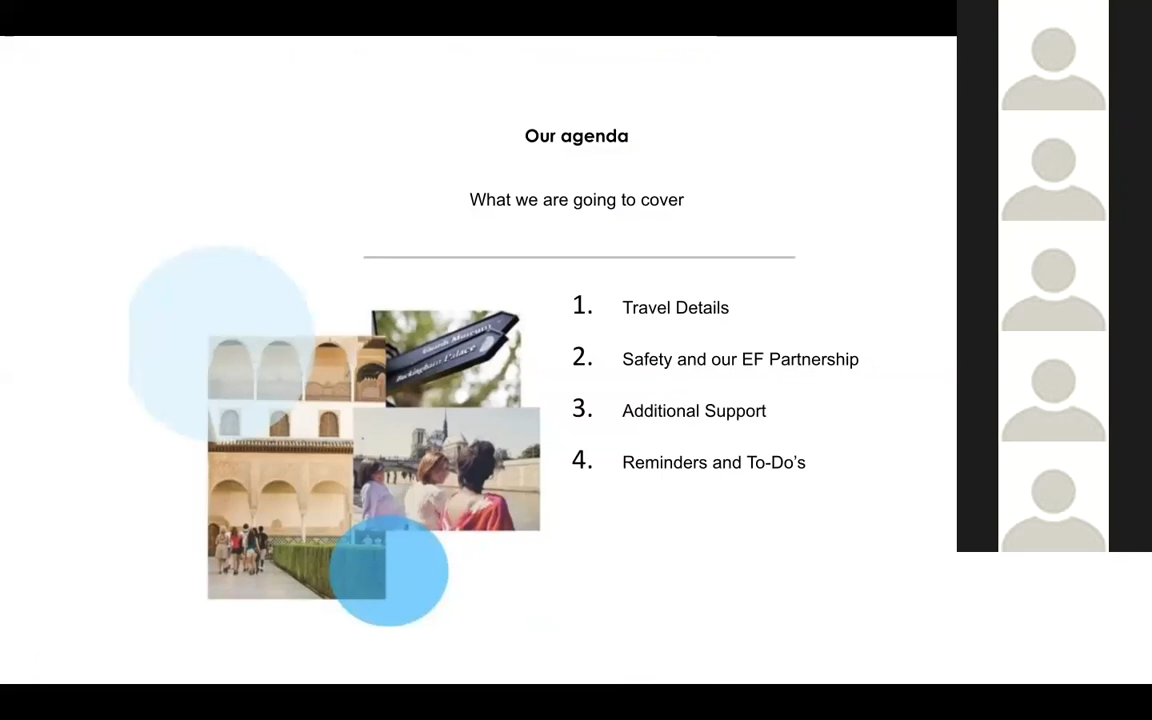 Our agenda
What we are going to cover
1. Travel Details
2. Safety and our EF Partnership
3. Additional Support
4. Reminders and To-Do’s
Buckingham Palace